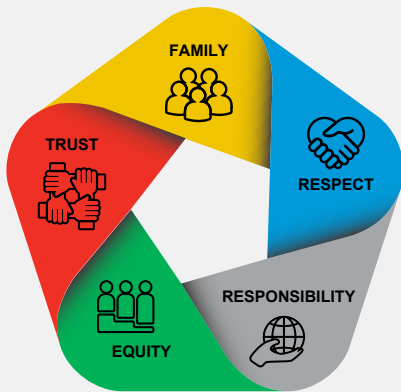 FAMILY
TRUST
RESPECT
RESPONSIBILITY
EQUITY